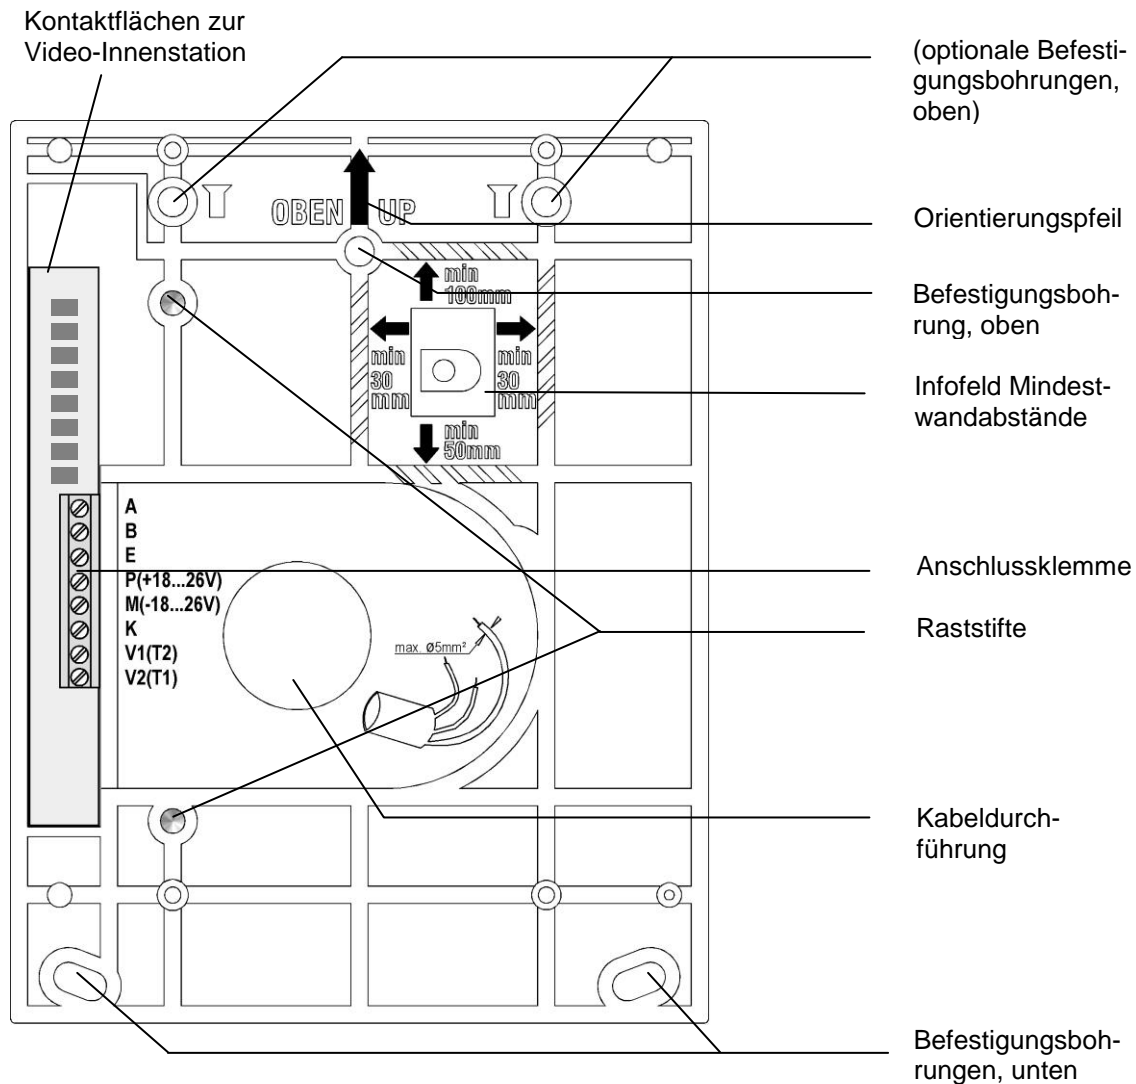 Kontaktflächen zur
Video-Innenstation
(optionale Befesti-
gungsbohrungen,
oben)
OBEN UP
Orientierungspfeil
min
100mm
Befestigungsboh-
rung, oben
min
30
mm
min
30
mm
Infofeld Mindest-
wandabstände
min
50mm
A
B
E
P(+18...26V)
M(-18...26V)
K
V1(T2)
V2(T1)
Anschlussklemme
Raststifte
max. Ø5mm²
Kabeldurch-
führung
Befestigungsboh-
rungen, unten